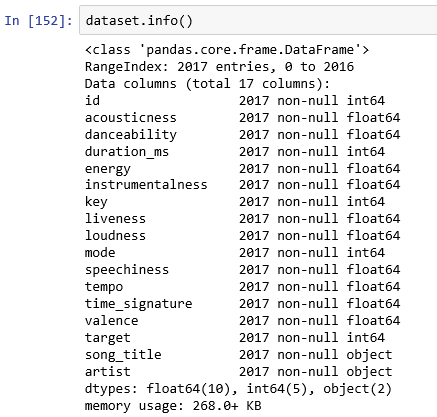 In [152]: dataset.info()
<class 'pandas.core.frame.DataFrame'>
RangeIndex: 2017 entries, 0 to 2016
Data columns (total 17 columns):
id                  2017 non-null int64
acousticness        2017 non-null float64
danceability        2017 non-null float64
duration_ms         2017 non-null int64
energy              2017 non-null float64
instrumentalness    2017 non-null float64
key                 2017 non-null int64
liveness            2017 non-null float64
loudness            2017 non-null float64
mode                2017 non-null int64
speechiness         2017 non-null float64
tempo               2017 non-null float64
time_signature      2017 non-null float64
valence             2017 non-null float64
target              2017 non-null int64
song_title          2017 non-null object
artist              2017 non-null object
dtypes: float64(10), int64(5), object(2)
memory usage: 268.0+ KB